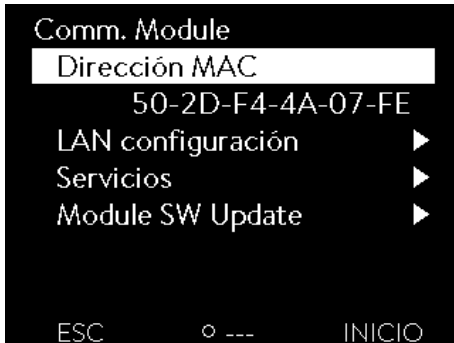 Comm. Module
Dirección MAC
50-2D-F4-4A-07-FE
LAN configuración ▶
Servicios ▶
Module SW Update ▶
ESC ○ --- INICIO